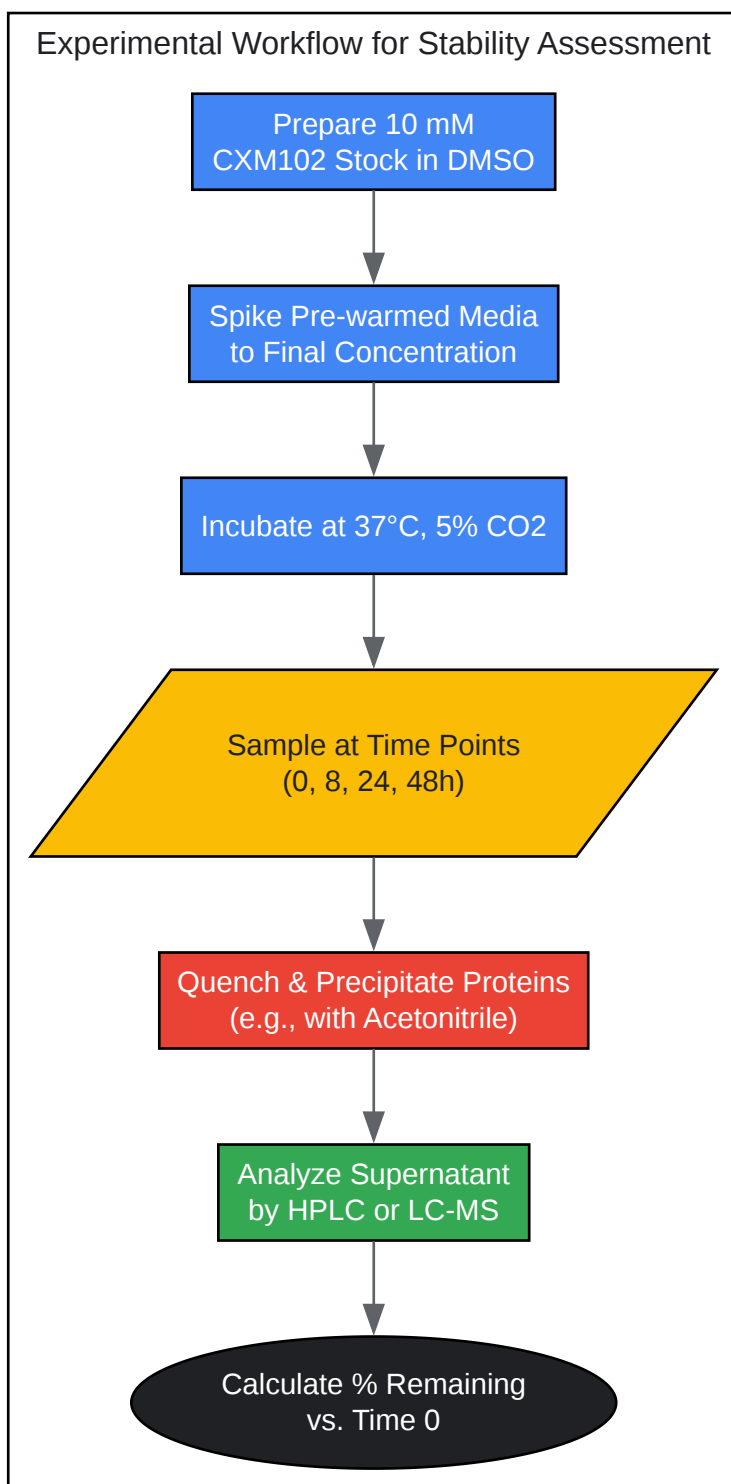 Experimental Workflow for Stability Assessment
Prepare 10 mM
CXM102 Stock in DMSO
Spike Pre-warmed Media
to Final Concentration
Incubate at 37°C, 5% CO2
Sample at Time Points
(0, 8, 24, 48h)
Quench & Precipitate Proteins
(e.g., with Acetonitrile)
Analyze Supernatant
by HPLC or LC-MS
Calculate % Remaining
vs. Time 0